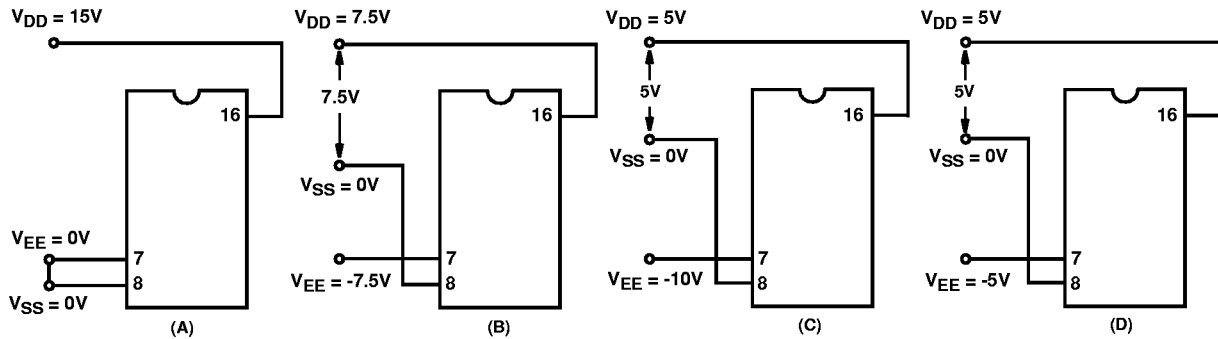 VDD = 15V
16
VEE = 0V
7
8
VSS = 0V
(A)
VDD = 7.5V
7.5V
16
VSS = 0V
7
VEE = -7.5V
8
(B)
VDD = 5V
5V
16
VSS = 0V
7
VEE = -10V
8
(C)
VDD = 5V
5V
16
VSS = 0V
7
VEE = -5V
8
(D)